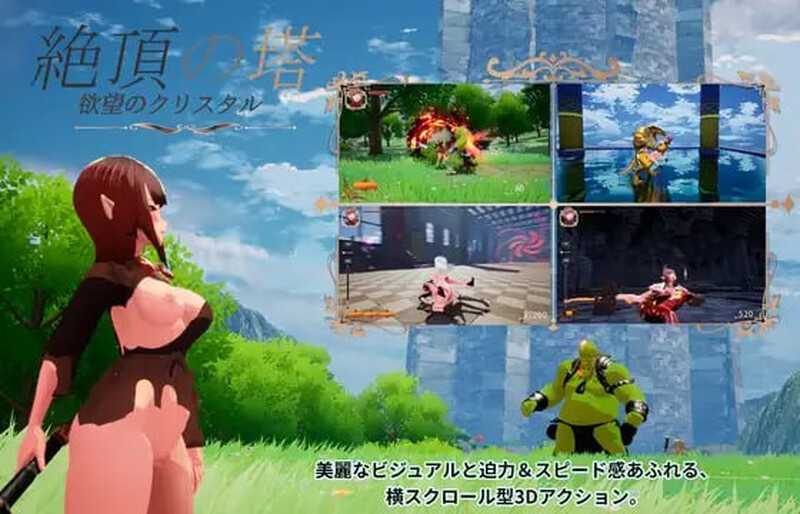 絶頂の塔
欲望のクリスタル
美麗なビジュアルと迫力＆スピード感あふれる、
横スクロール型3Dアクション。